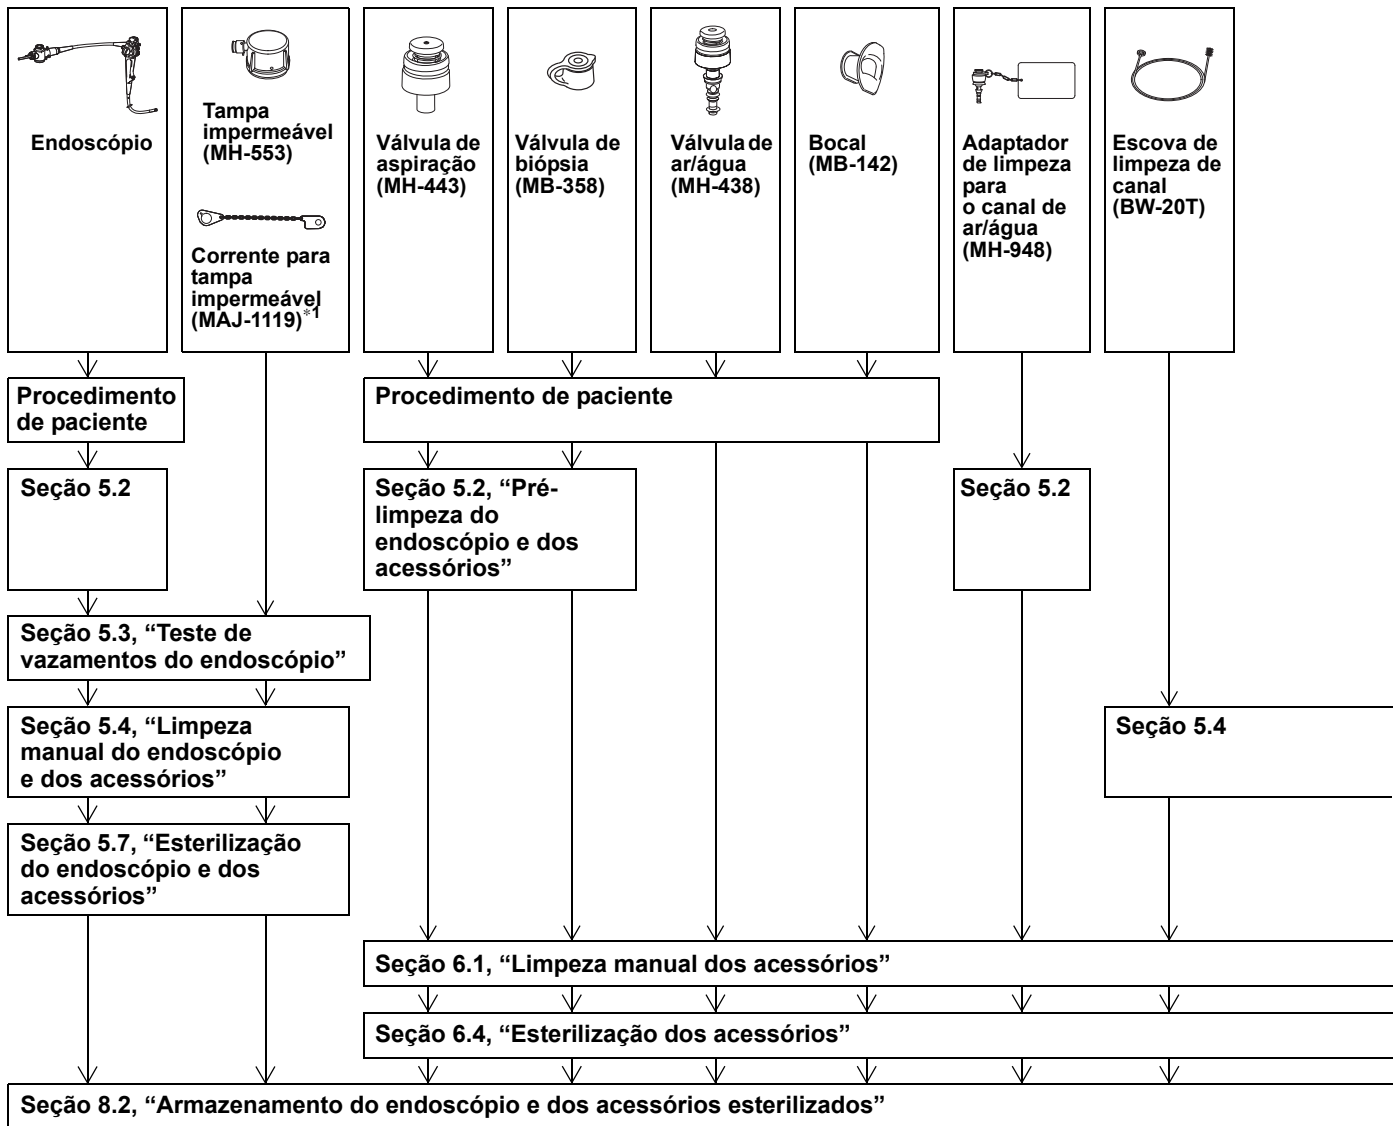 Endoscópio
Tampa
impermeável
(MH-553)
Corrente para
tampa
impermeável
(MAJ-1119)*1
Válvula de
aspiração
(MH-443)
Válvula de
biópsia
(MB-358)
Válvula de
ar/água
(MH-438)
Bocal
(MB-142)
Adaptador
de limpeza
para
o canal de
ar/água
(MH-948)
Escova de
limpeza de
canal
(BW-20T)
Procedimento
de paciente
Procedimento de paciente
Seção 5.2
Seção 5.2, “Pré-
limpeza do
endoscópio e dos
acessórios”
Seção 5.2
Seção 5.3, “Teste de
vazamentos do endoscópio”
Seção 5.4, “Limpeza
manual do endoscópio
e dos acessórios”
Seção 5.4
Seção 5.7, “Esterilização
do endoscópio e dos
acessórios”
Seção 6.1, “Limpeza manual dos acessórios”
Seção 6.4, “Esterilização dos acessórios”
Seção 8.2, “Armazenamento do endoscópio e dos acessórios esterilizados”